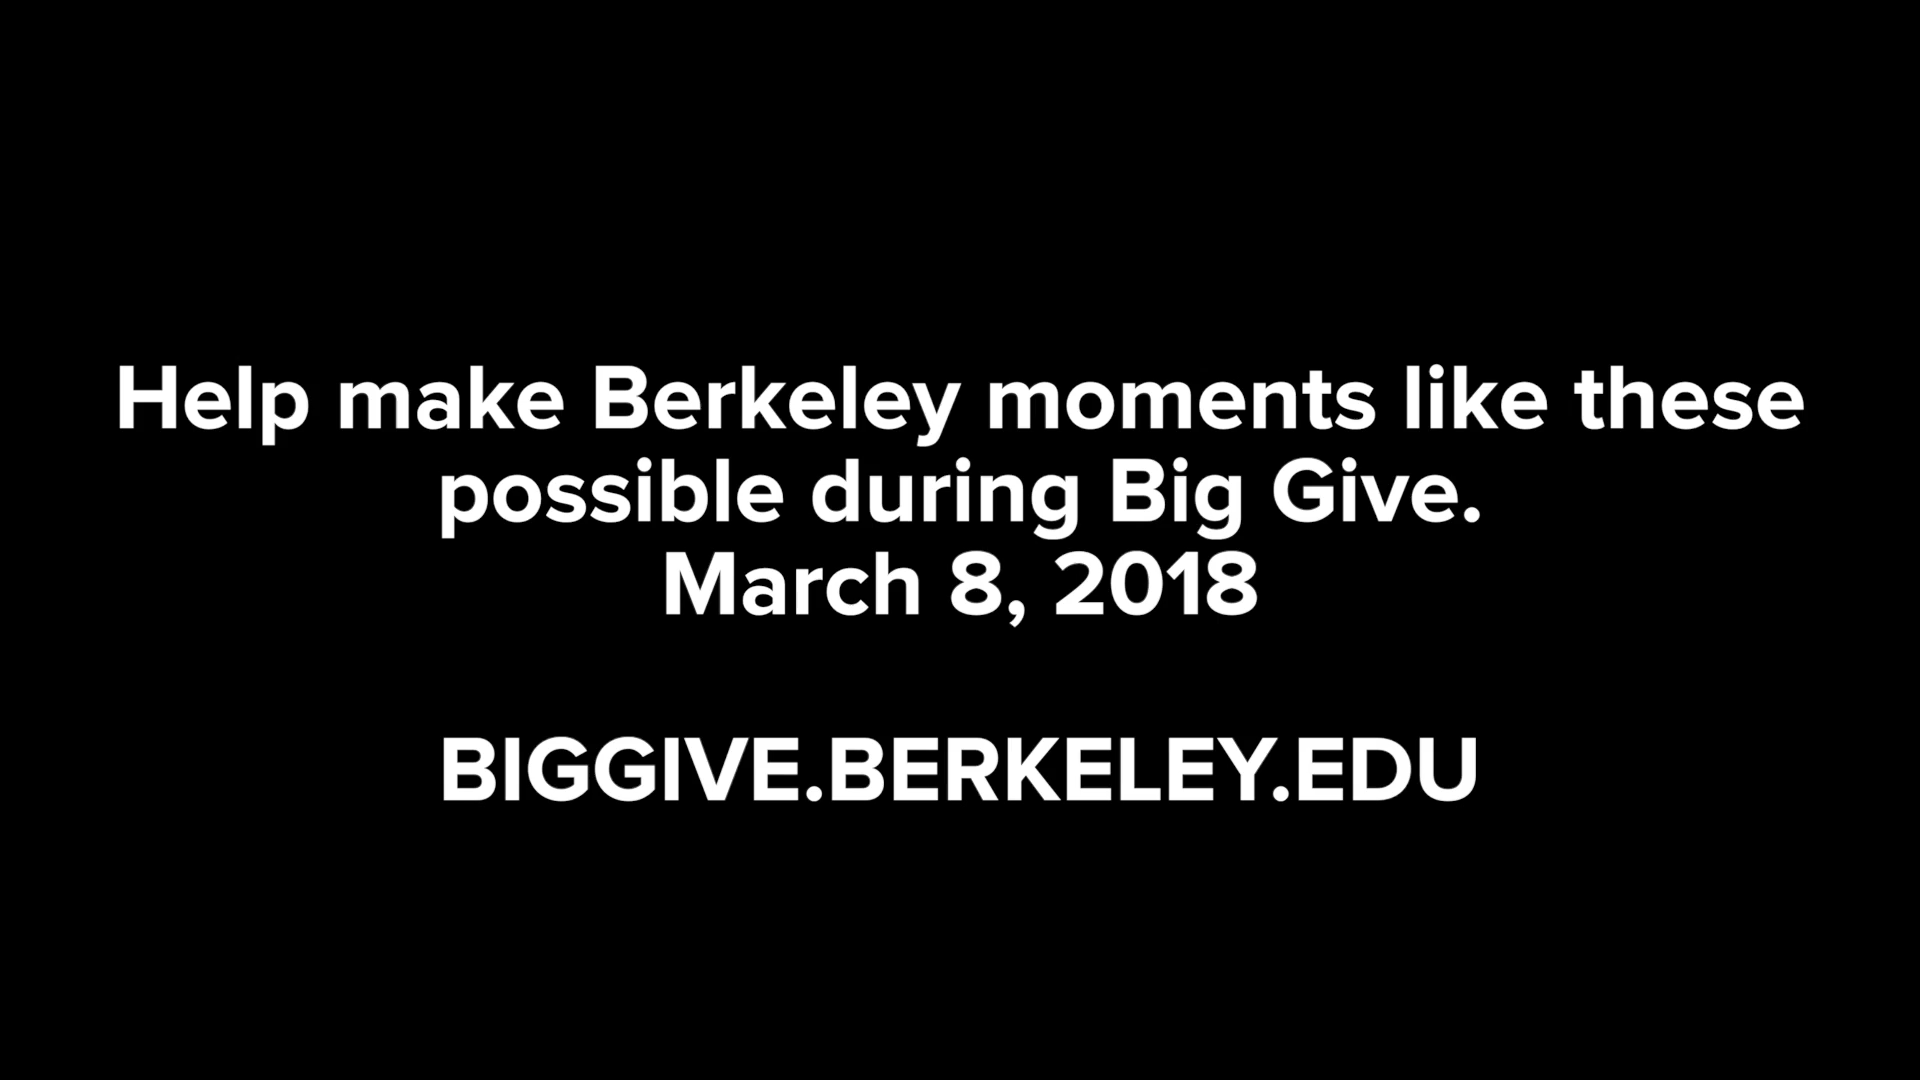 Help make Berkeley moments like these
possible during Big Give.
March 8, 2018
BIGGIVE.BERKELEY.EDU